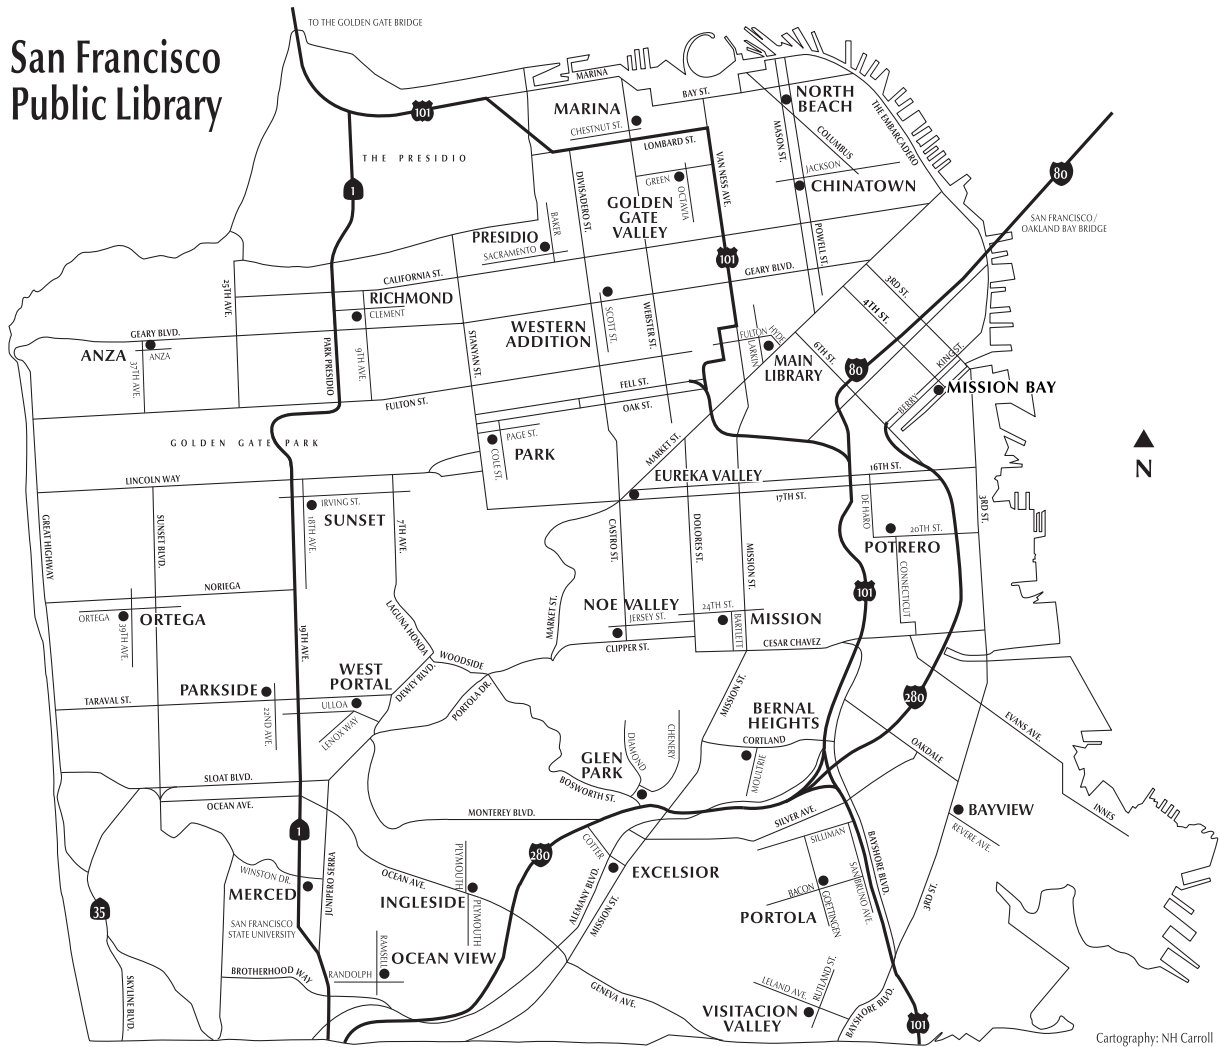 San Francisco
Public Library
TO THE GOLDEN GATE BRIDGE
101
THE PRESIDIO
1
MARINA
MARINA
CHESTNUT ST.
BAY ST.
LOMBARD ST.
NORTH
BEACH
MASON ST.
COLUMBUS
THE EMBARCADERO
JACKSON
CHINATOWN
POWELL ST.
VAN NESS AVE.
101
80
SAN FRANCISCO /
OAKLAND BAY BRIDGE
DIVISADERO ST.
GREEN
OCTAVIA
GOLDEN
GATE
VALLEY
BAKER
PRESIDIO
SACRAMENTO
CALIFORNIA ST.
GEARY BLVD.
25TH AVE.
RICHMOND
CLEMENT
PARK PRESIDIO
9TH AVE.
GEARY BLVD.
ANZA
ANZA
37TH AVE.
STANYAN ST.
WESTERN
ADDITION
SCOTT ST.
WEBSTER ST.
FULTON
HYDE
LARKIN
MAIN
LIBRARY
3RD ST.
4TH ST.
6TH ST.
80
KING ST.
BERRY
MISSION BAY
FULTON ST.
FELL ST.
OAK ST.
GOLDEN GATE PARK
PAGE ST.
COLE ST.
PARK
MARKET ST.
EUREKA VALLEY
16TH ST.
17TH ST.
N
LINCOLN WAY
GREAT HIGHWAY
SUNSET BLVD.
IRVING ST.
SUNSET
18TH AVE.
7TH AVE.
CASTRO ST.
DOLORES ST.
MISSION ST.
DE HARO
20TH ST.
3RD ST.
POTRERO
CONNECTICUT
101
NORIEGA
ORTEGA
ORTEGA
39TH AVE.
19TH AVE.
LAGUNA HONDA
MARKET ST.
NOE VALLEY
JERSEY ST.
CLIPPER ST.
24TH ST.
BARTLETT
MISSION
CESAR CHAVEZ
WOODSIDE
DEWEY BLVD.
PORTOLA DR.
WEST
PORTAL
ULLOA
LENOX WAY
PARKSIDE
TARAVAL ST.
22ND AVE.
MISSION ST.
280
BERNAL
HEIGHTS
CORTLAND
MOULTRIE
OAKDALE
EVANS AVE.
INNES
DIAMOND
CHENERY
GLEN
PARK
BOSWORTH ST.
SLOAT BLVD.
OCEAN AVE.
MONTEREY BLVD.
SILVER AVE.
BAYVIEW
REVERE AVE.
1
280
SILLIMAN
BAYSHORE BLVD.
SAN BRUNO AVE.
BACON
GOETTINGEN
PORTOLA
3RD ST.
COTTER
EXCELSIOR
ALEMANY BLVD.
MISSION ST.
WINSTON DR.
MERCED
JUNIPERO SERRA
OCEAN AVE.
PLYMOUTH
PLYMOUTH
INGLESIDE
35
SAN FRANCISCO
STATE UNIVERSITY
RAMSELL
OCEAN VIEW
RANDOLPH
BROTHERHOOD WAY
SKYLINE BLVD.
GENEVA AVE.
LELAND AVE.
RUTLAND ST.
VISITACION
VALLEY
BAYSHORE BLVD.
101
Cartography: NH Carroll